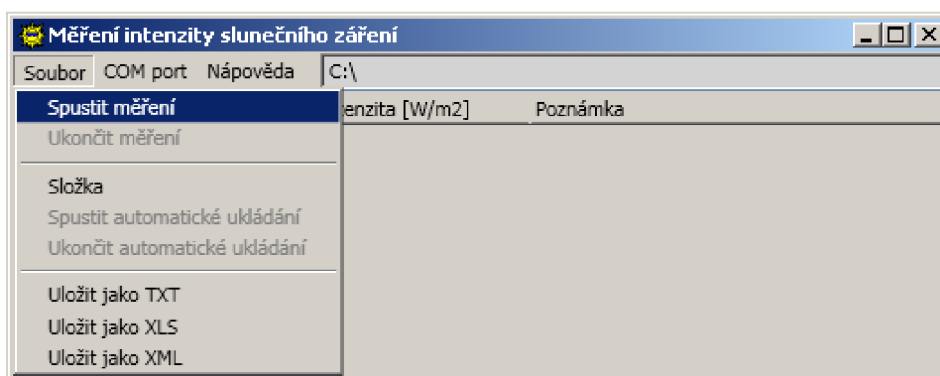 Měření intenzity slunečního záření
Soubor COM port Nápověda C:\
Spustit měření
enzita [W/m2] Poznámka
Ukončit měření
Složka
Spustit automatické ukládání
Ukončit automatické ukládání
Uložit jako TXT
Uložit jako XLS
Uložit jako XML